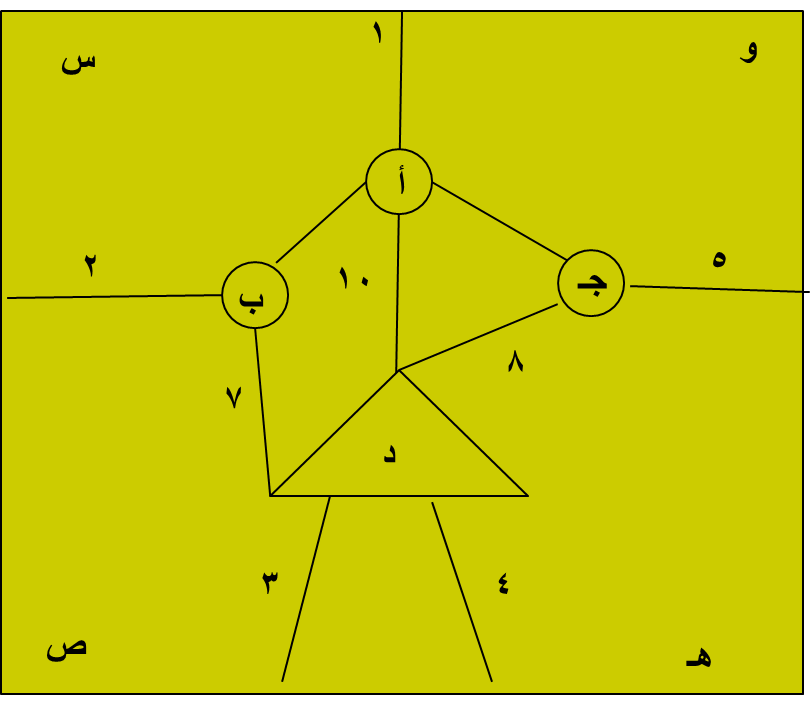 ١
و
س
أ
٥
٢
جـ
ب
١٠
٨
٧
د
٤
٣
هـ
ص